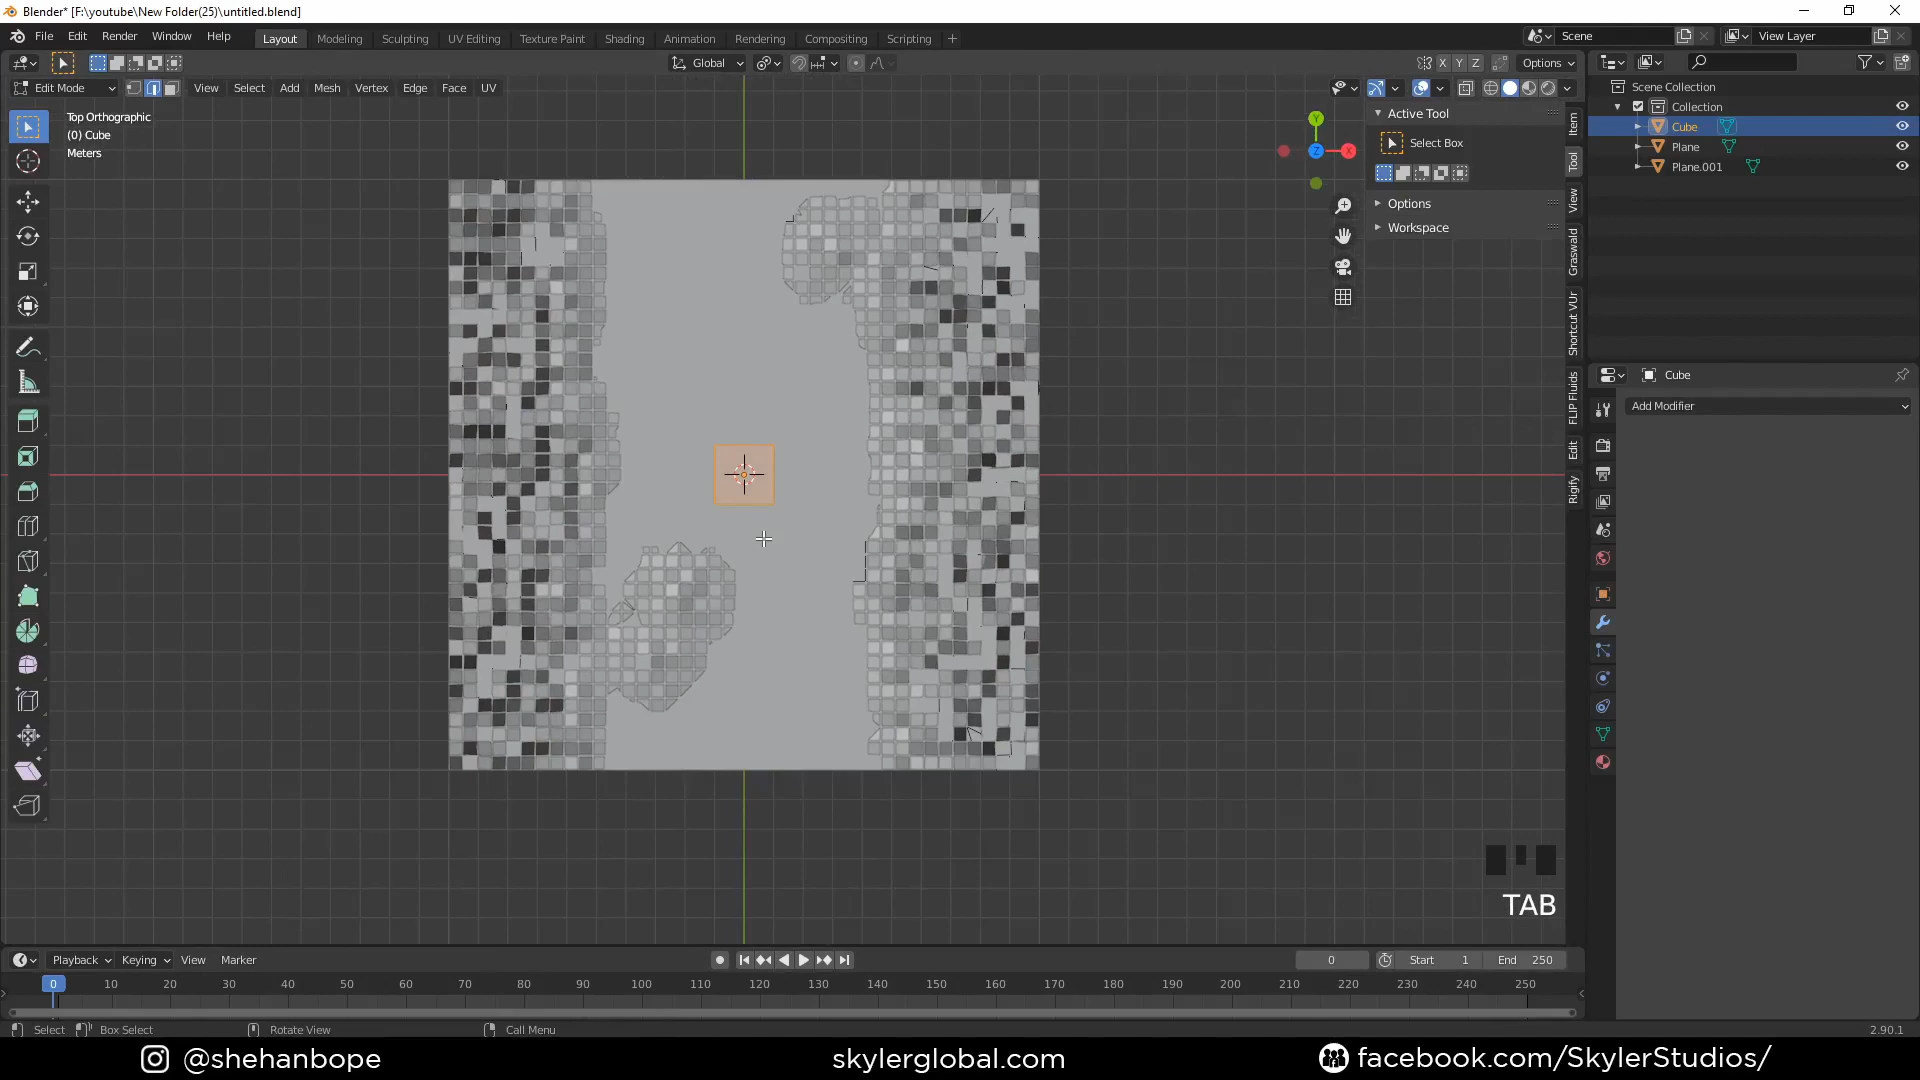 Blender* [F:\youtube\New Folder(25)\untitled.blend]
File Edit Render Window Help Layout Modeling Sculpting UV Editing Texture Paint Shading Animation Rendering Compositing Scripting + Scene View Layer
Global X Y Z Options
Edit Mode View Select Add Mesh Vertex Edge Face UV
Top Orthographic
(0) Cube
Meters
Y
Z
X
Active Tool
Select Box
Options
Workspace
Item
Tool
View
Graswald
Shortcut VUr
FLIP Fluids
Edit
Rigify
Scene Collection
Collection
Cube
Plane
Plane.001
Cube
Add Modifier
TAB
Playback Keying View Marker 0 Start 1 End 250
0 10 20 30 40 50 60 70 80 90 100 110 120 130 140 150 160 170 180 190 200 210 220 230 240 250
Select Box Select Rotate View Call Menu 2.90.1
@shehanbope skylerglobal.com facebook.com/SkylerStudios/